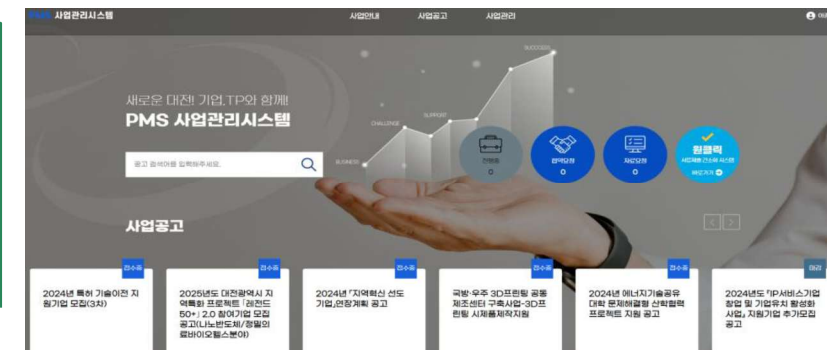 PMS 사업관리시스템
사업안내
사업공고
사업관리
새로운 대전! 기업.TP와 함께!
PMS 사업관리시스템
공고 검색어를 입력해주세요.
BUSINESS
CHALLENGE
SUPPORT
SUCCESS
진행중
0
협약요청
0
자료요청
0
원클릭
사업제출 간소화 시스템
바로가기
사업공고
접수중
2024년 특허 기술이전 지
원기업 모집(3차)
접수중
2025년도 대전광역시 지
역특화 프로젝트 「레전드
50+」 2.0 참여기업 모집
공고(나노반도체/정밀의
료바이오헬스분야)
접수중
2024년 「지역혁신 선도
기업」연장계획 공고
접수중
국방·우주 3D프린팅 공동
제조센터 구축사업-3D프
린팅 시제품제작지원
접수중
2024년 에너지기술공유
대학 문제해결형 산학협력
프로젝트 지원 공고
마감
2024년도 「IP서비스기업
창업 및 기업유치 활성화
사업」 지원기업 추가모집
공고